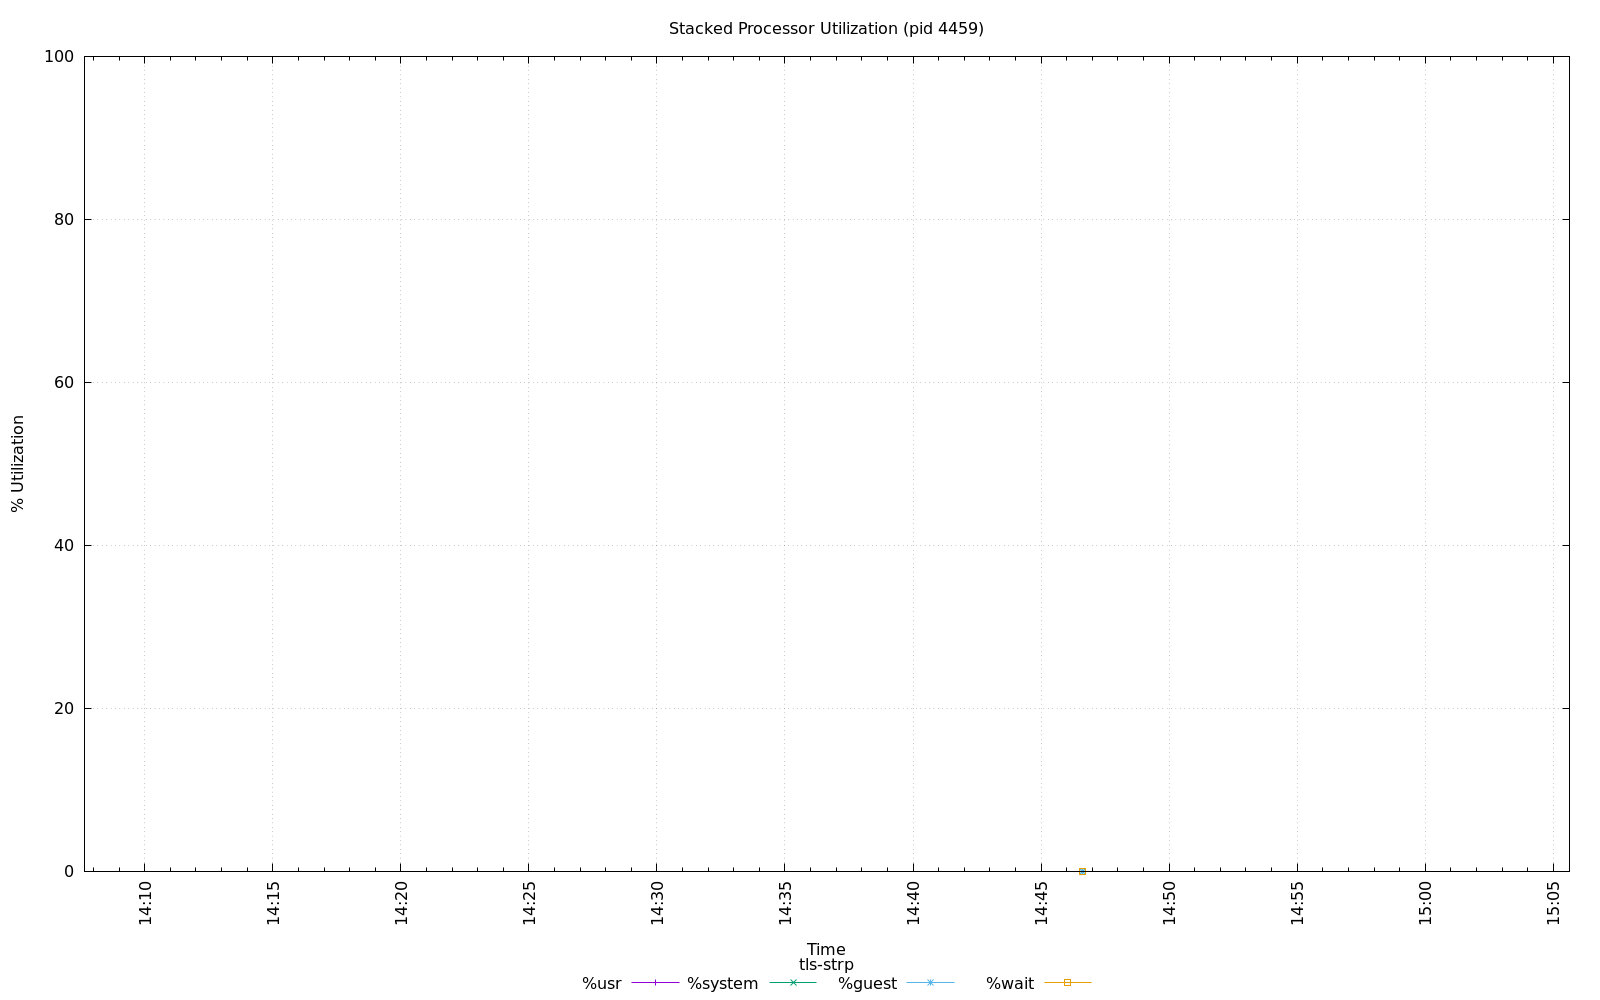 Stacked Processor Utilization (pid 4459)
100
80
60
40
20
0
% Utilization
14:10 14:15 14:20 14:25 14:30 14:35 14:40 14:45 14:50 14:55 15:00 15:05
Time
tls-strp
%usr %system %guest %wait